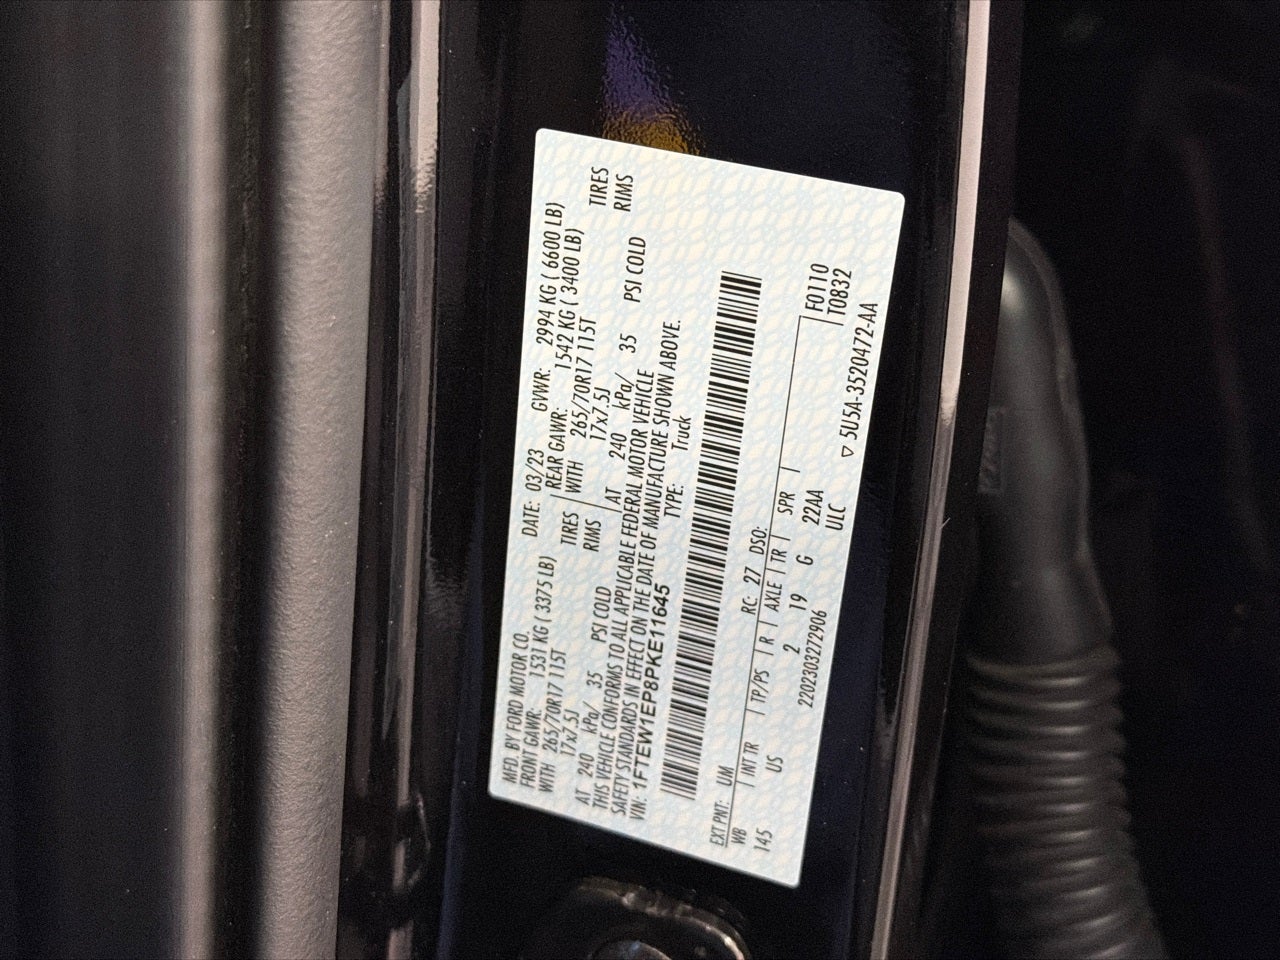 MFD. BY FORD MOTOR CO.
DATE: 03/23 GVWR: 2994 KG ( 6600 LB)
FRONT GAWR: 1531 KG ( 3375 LB) REAR GAWR: 1542 KG ( 3400 LB)
WITH 265/70R17 115T TIRES WITH 265/70R17 115T TIRES
17x7.5J RIMS 17x7.5J RIMS
AT 240 kPa/ 35 PSI COLD AT 240 kPa/ 35 PSI COLD
THIS VEHICLE CONFORMS TO ALL APPLICABLE FEDERAL MOTOR VEHICLE
SAFETY STANDARDS IN EFFECT ON THE DATE OF MANUFACTURE SHOWN ABOVE.
VIN: 1FTEW1EP8PKE11645 TYPE: Truck
EXT PNT: UM RC: 27 DSO: F0110
WB INT TR TP/PS R AXLE TR SPR T0832
145 US 2 19 G 22AA
2202303272906 ULC ▽ 5U5A-3520472-AA